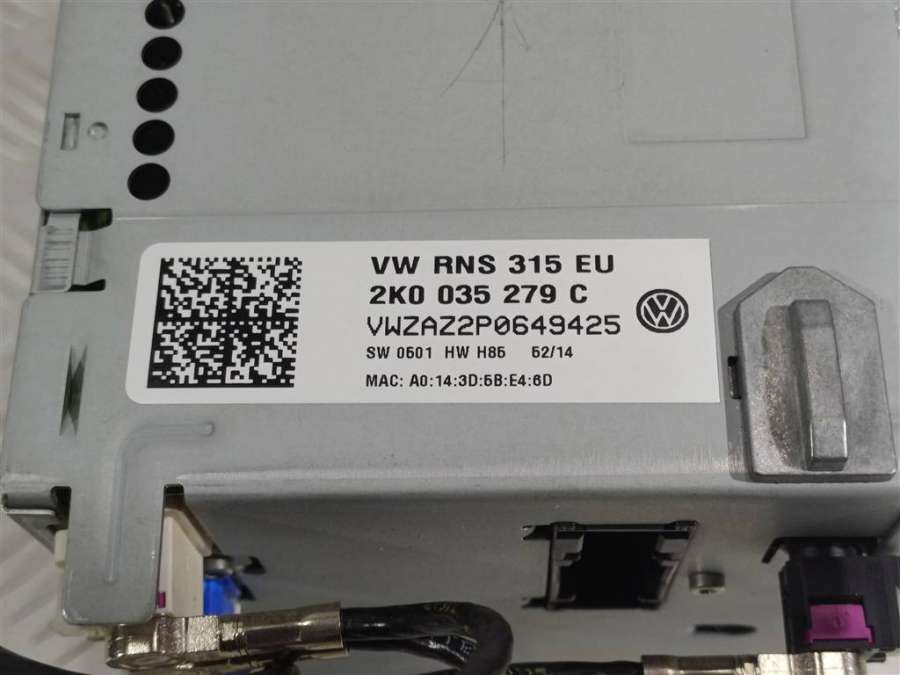 VW RNS 315 EU
2K0 035 279 C
VWZAZ2P0649425
SW 0501 HW H85 52/14
MAC: A0:14:3D:5B:E4:6D